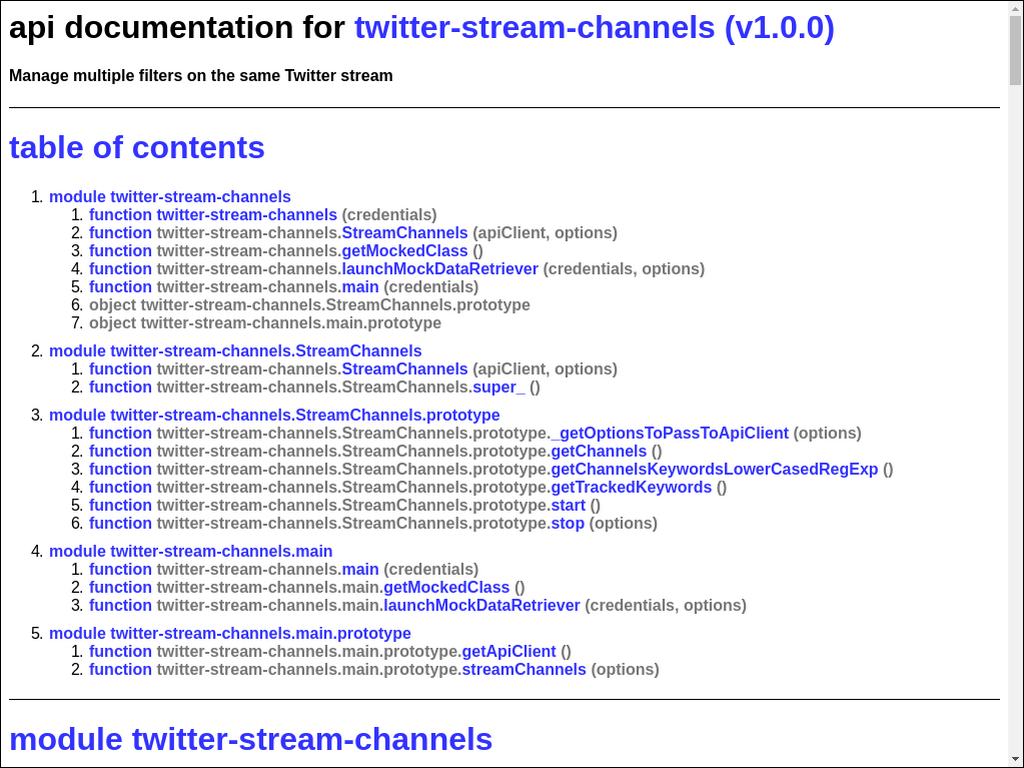 api documentation for twitter-stream-channels (v1.0.0)
Manage multiple filters on the same Twitter stream
table of contents
1. module twitter-stream-channels
1. function twitter-stream-channels (credentials)
2. function twitter-stream-channels.StreamChannels (apiClient, options)
3. function twitter-stream-channels.getMockedClass ()
4. function twitter-stream-channels.launchMockDataRetriever (credentials, options)
5. function twitter-stream-channels.main (credentials)
6. object twitter-stream-channels.StreamChannels.prototype
7. object twitter-stream-channels.main.prototype
2. module twitter-stream-channels.StreamChannels
1. function twitter-stream-channels.StreamChannels (apiClient, options)
2. function twitter-stream-channels.StreamChannels.super_ ()
3. module twitter-stream-channels.StreamChannels.prototype
1. function twitter-stream-channels.StreamChannels.prototype._getOptionsToPassToApiClient (options)
2. function twitter-stream-channels.StreamChannels.prototype.getChannels ()
3. function twitter-stream-channels.StreamChannels.prototype.getChannelsKeywordsLowerCasedRegExp ()
4. function twitter-stream-channels.StreamChannels.prototype.getTrackedKeywords ()
5. function twitter-stream-channels.StreamChannels.prototype.start ()
6. function twitter-stream-channels.StreamChannels.prototype.stop (options)
4. module twitter-stream-channels.main
1. function twitter-stream-channels.main (credentials)
2. function twitter-stream-channels.main.getMockedClass ()
3. function twitter-stream-channels.main.launchMockDataRetriever (credentials, options)
5. module twitter-stream-channels.main.prototype
1. function twitter-stream-channels.main.prototype.getApiClient ()
2. function twitter-stream-channels.main.prototype.streamChannels (options)
module twitter-stream-channels